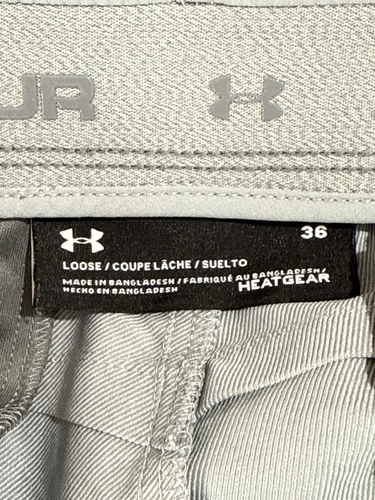 UR
36
LOOSE / COUPE LÂCHE / SUELTO
MADE IN BANGLADESH / FABRIQUÉ AU BANGLADESH /
HECHO EN BANGLADESH
HEATGEAR